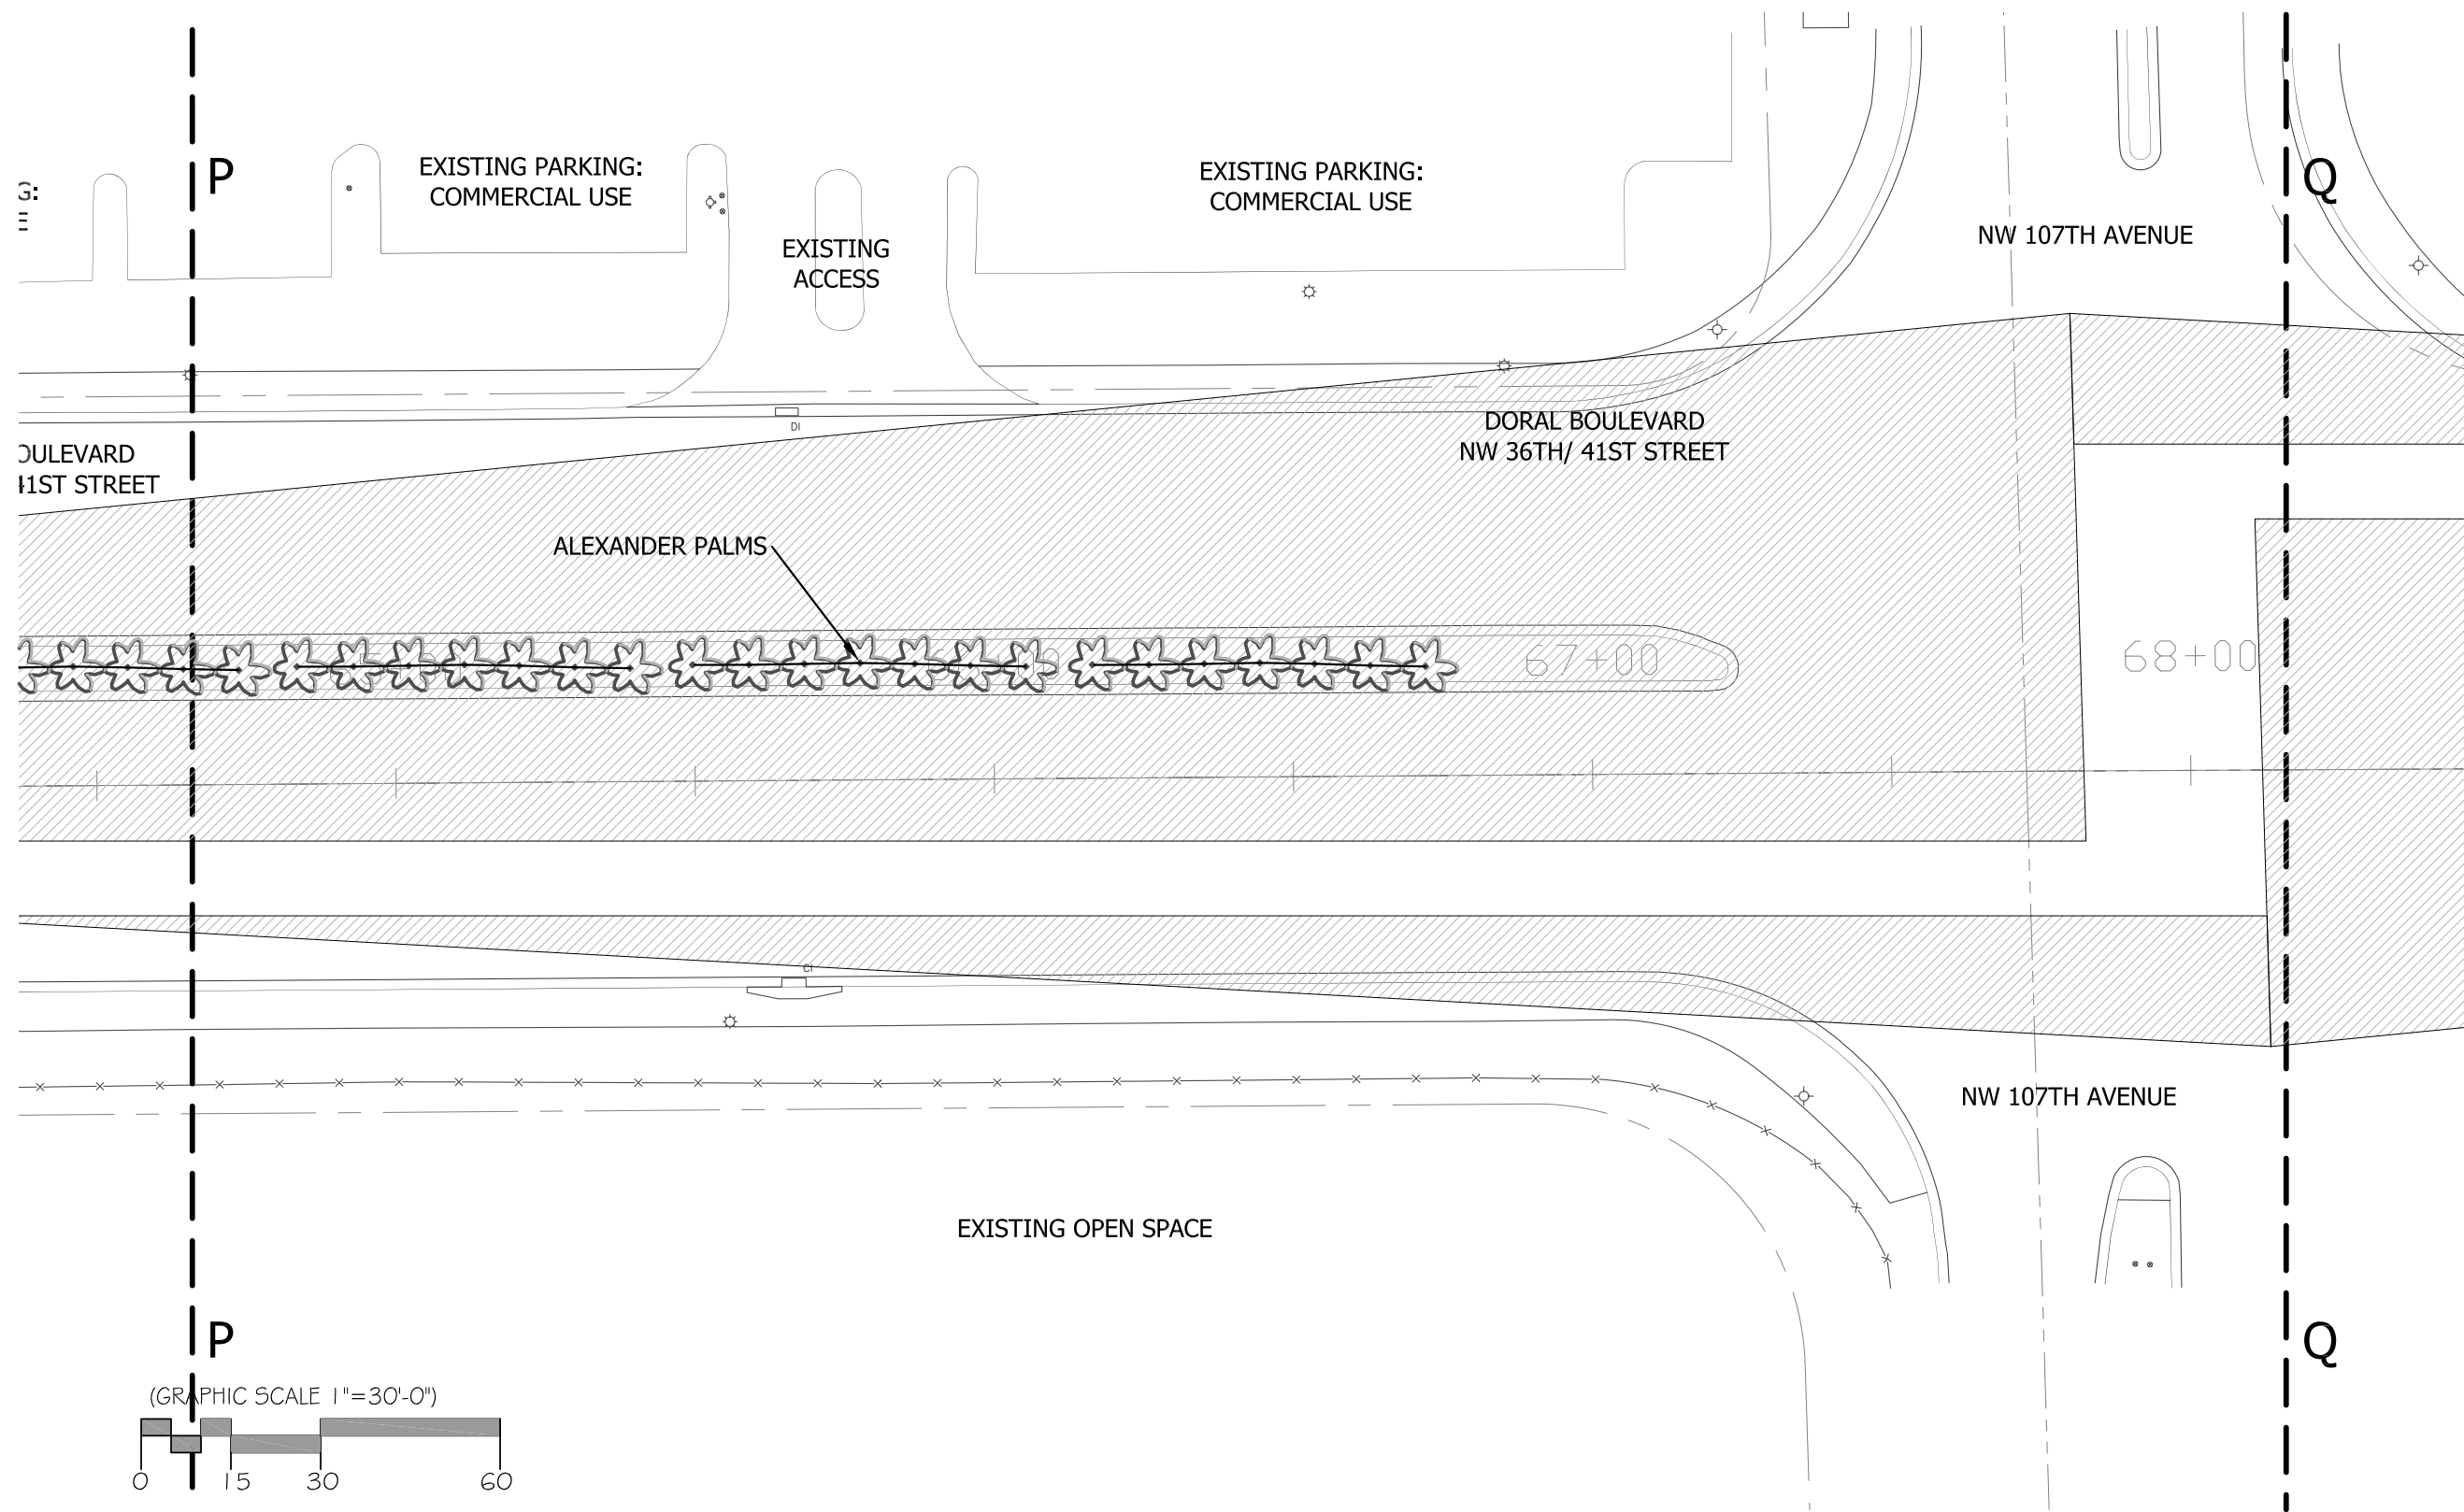 P
Q
G:
E
EXISTING PARKING:
COMMERCIAL USE
EXISTING PARKING:
COMMERCIAL USE
EXISTING
ACCESS
NW 107TH AVENUE
DI
DORAL BOULEVARD
NW 36TH/ 41ST STREET
OULEVARD
41ST STREET
ALEXANDER PALMS
67+00
68+00
CI
NW 107TH AVENUE
EXISTING OPEN SPACE
P
Q
(GRAPHIC SCALE 1"=30'-0")
0 15 30 60